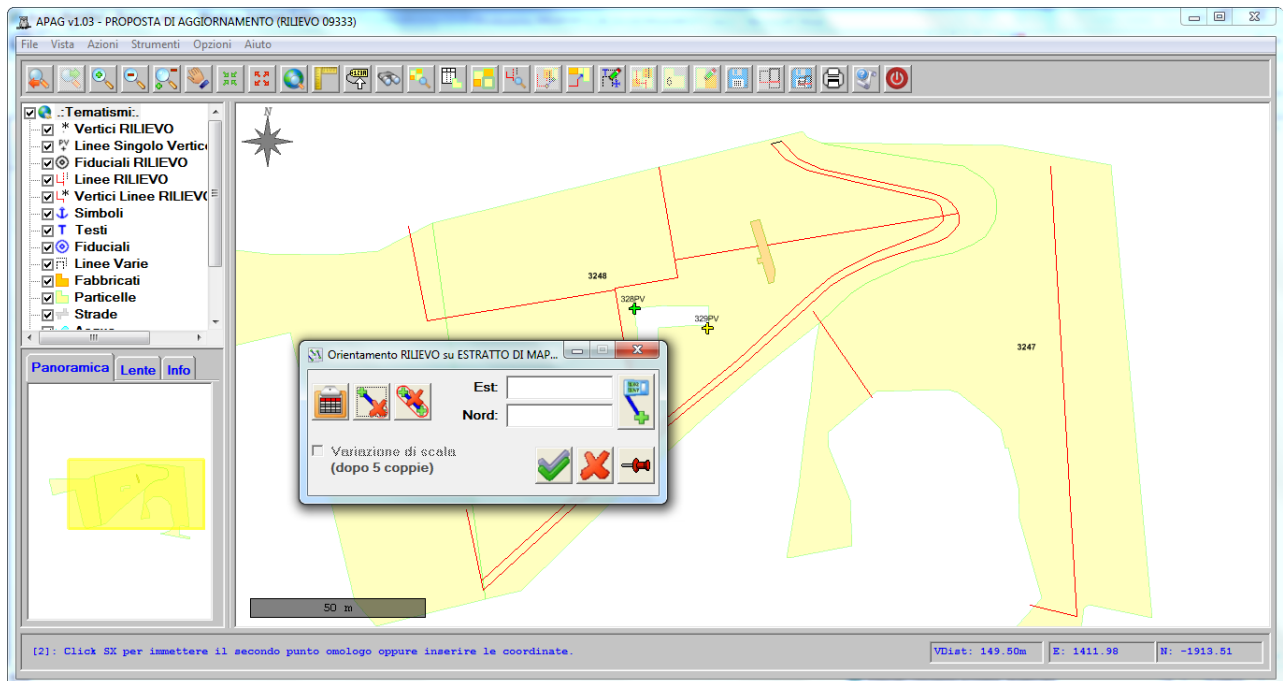 APAG v1.03 - PROPOSTA DI AGGIORNAMENTO (RILIEVO 09333)
File Vista Azioni Strumenti Opzioni Aiuto
.:Tematismi:.
Vertici RILIEVO
Linee Singolo Vertic
Fiduciali RILIEVO
Linee RILIEVO
Vertici Linee RILIEV
Simboli
Testi
Fiduciali
Linee Varie
Fabbricati
Particelle
Strade
Panoramica Lente Info
N
3248
328PV
329PV
3247
Orientamento RILIEVO su ESTRATTO DI MAP...
Est:
Nord:
Variazione di scala
(dopo 5 coppie)
50 m
[2]: Click SX per immettere il secondo punto omologo oppure inserire le coordinate.
VDist: 149.50m
E: 1411.98
N: -1913.51